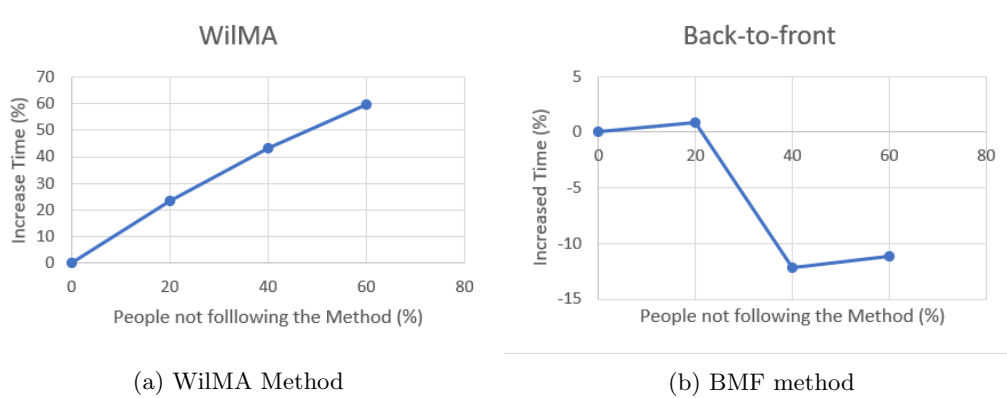 WilMA
70
60
50
40
30
20
10
0
Increase Time (%)
0 20 40 60 80
People not folllowing the Method (%)
(a) WilMA Method
Back-to-front
5
0
-5
-10
-15
Increased Time (%)
0 20 40 60 80
People not following the Method (%)
(b) BMF method